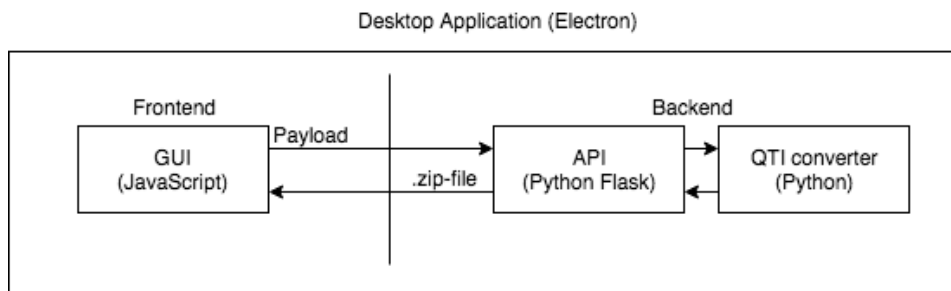 Desktop Application (Electron)
Frontend
Backend
GUI
(JavaScript)
Payload
.zip-file
API
(Python Flask)
QTI converter
(Python)